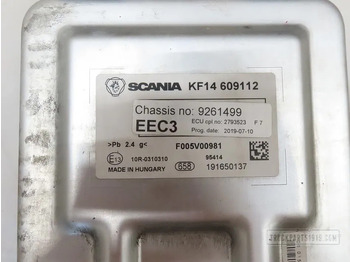 SCANIA KF14 609112
Chassis no: 9261499
EEC3 ECU cpt no: 2793523 F 7
Prog. date: 2019-07-10
>Pb 2.4 g< F005V00981
E13 10R-0310310 95414
MADE IN HUNGARY 658 191650137